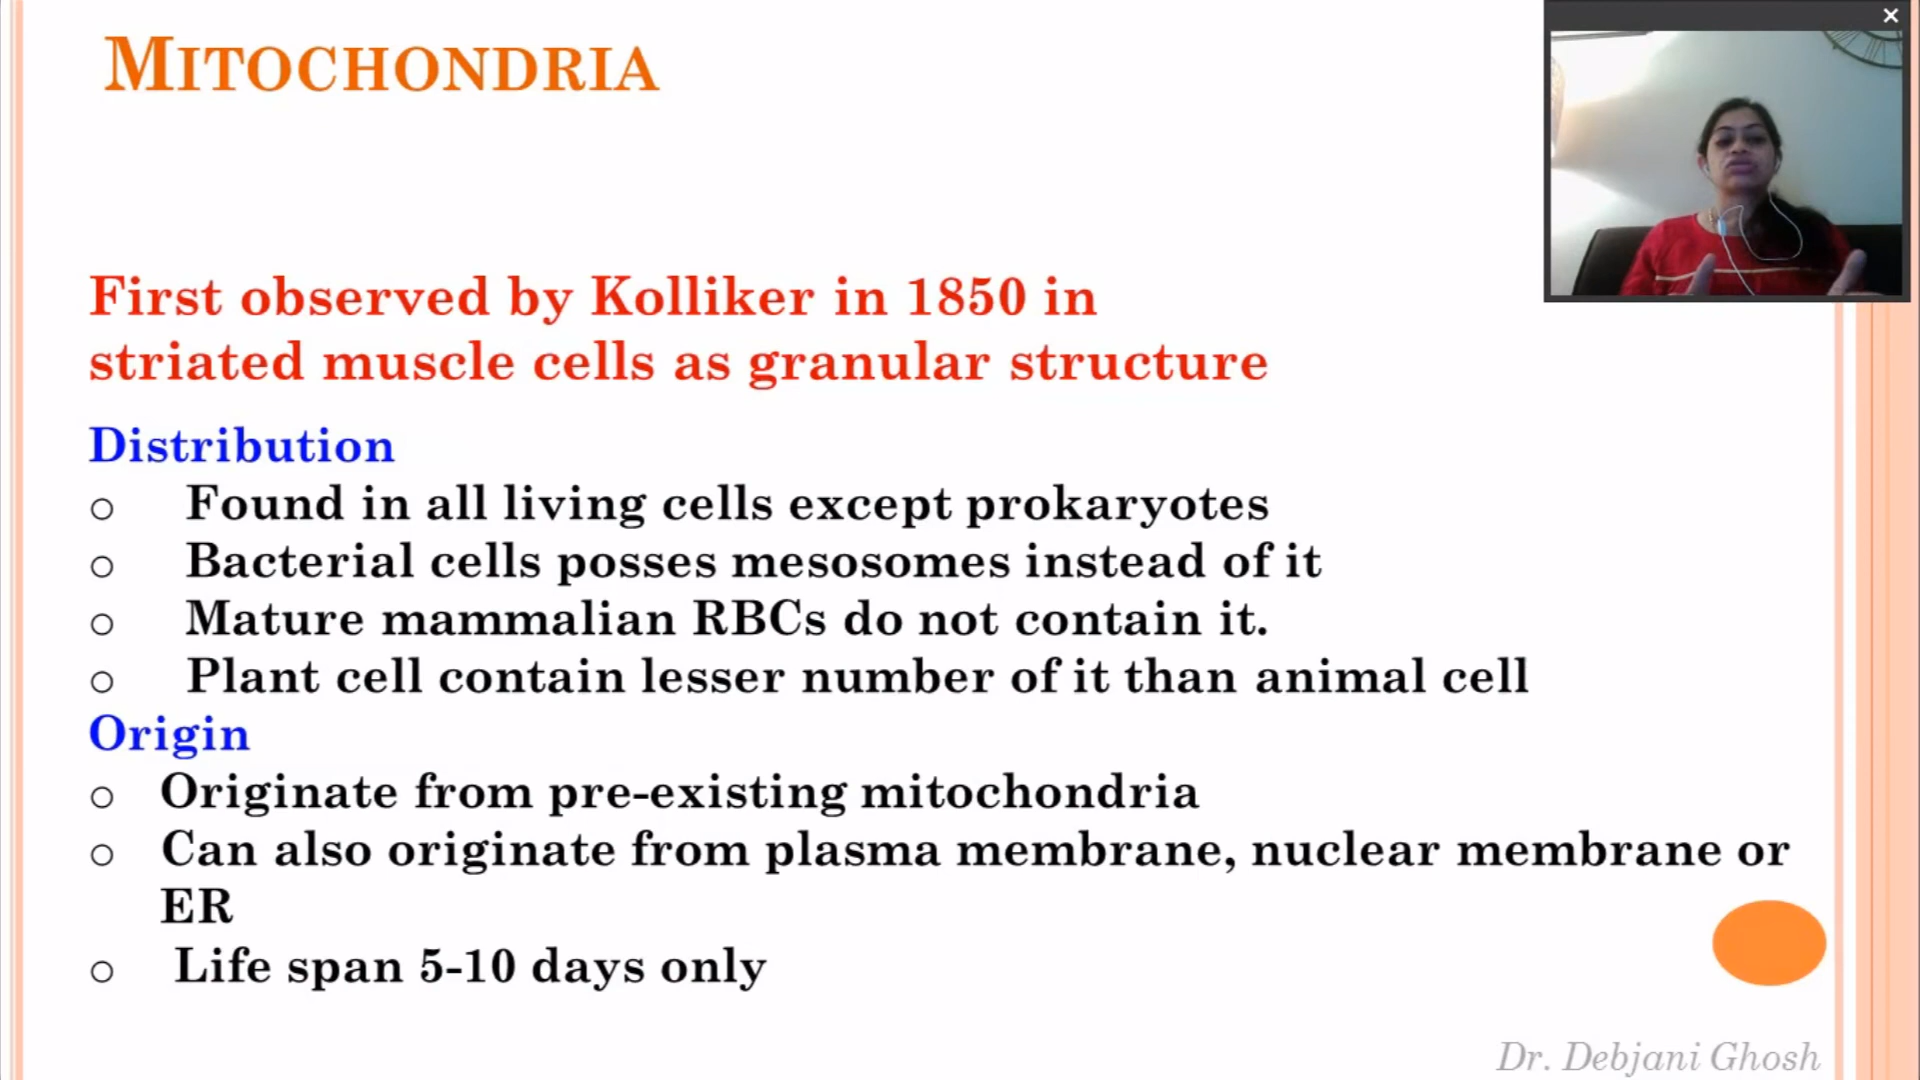 MITOCHONDRIA
First observed by Kolliker in 1850 in
striated muscle cells as granular structure
Distribution
o Found in all living cells except prokaryotes
o Bacterial cells posses mesosomes instead of it
o Mature mammalian RBCs do not contain it.
o Plant cell contain lesser number of it than animal cell
Origin
o Originate from pre-existing mitochondria
o Can also originate from plasma membrane, nuclear membrane or
ER
o Life span 5-10 days only
Dr. Debjani Ghosh